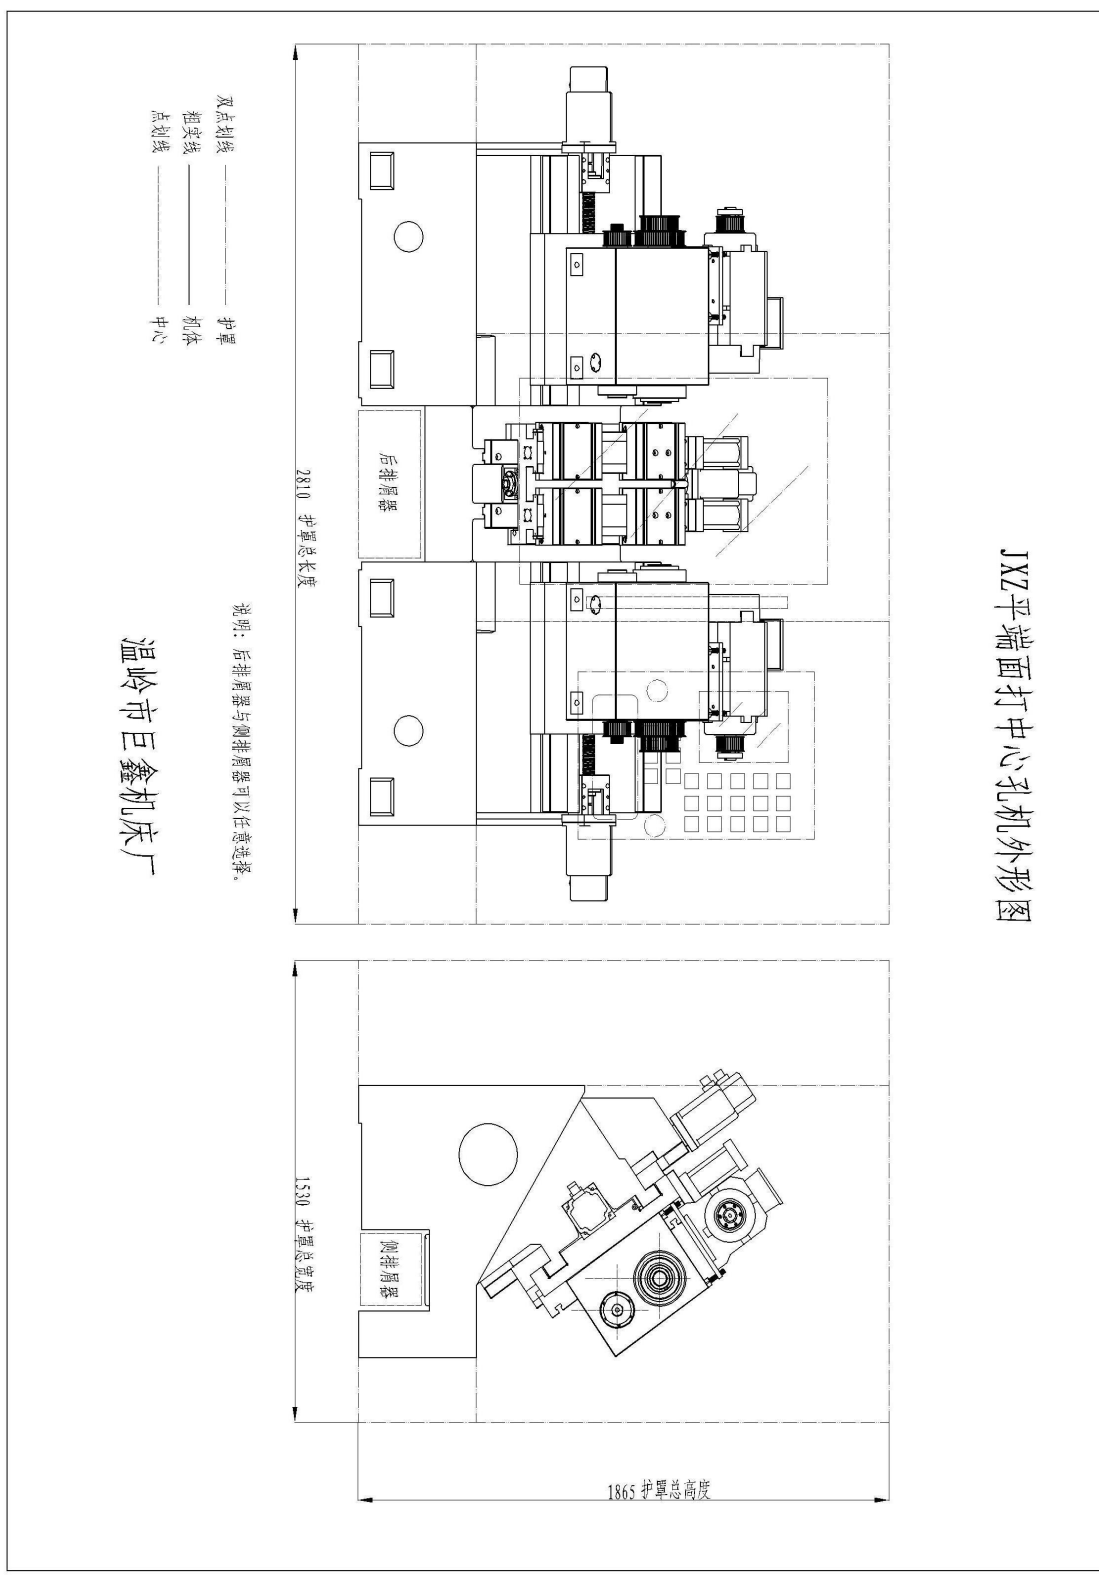 JXZ平端面打中心孔机外形图
1865 护罩总高度
后排屑器
侧排屑器
2810 护罩总长度
1530 护罩总宽度
双点划线 护罩
粗实线 机体
点划线 中心
说明：后排屑器与侧排屑器可以任意选择。
温岭市巨鑫机床厂